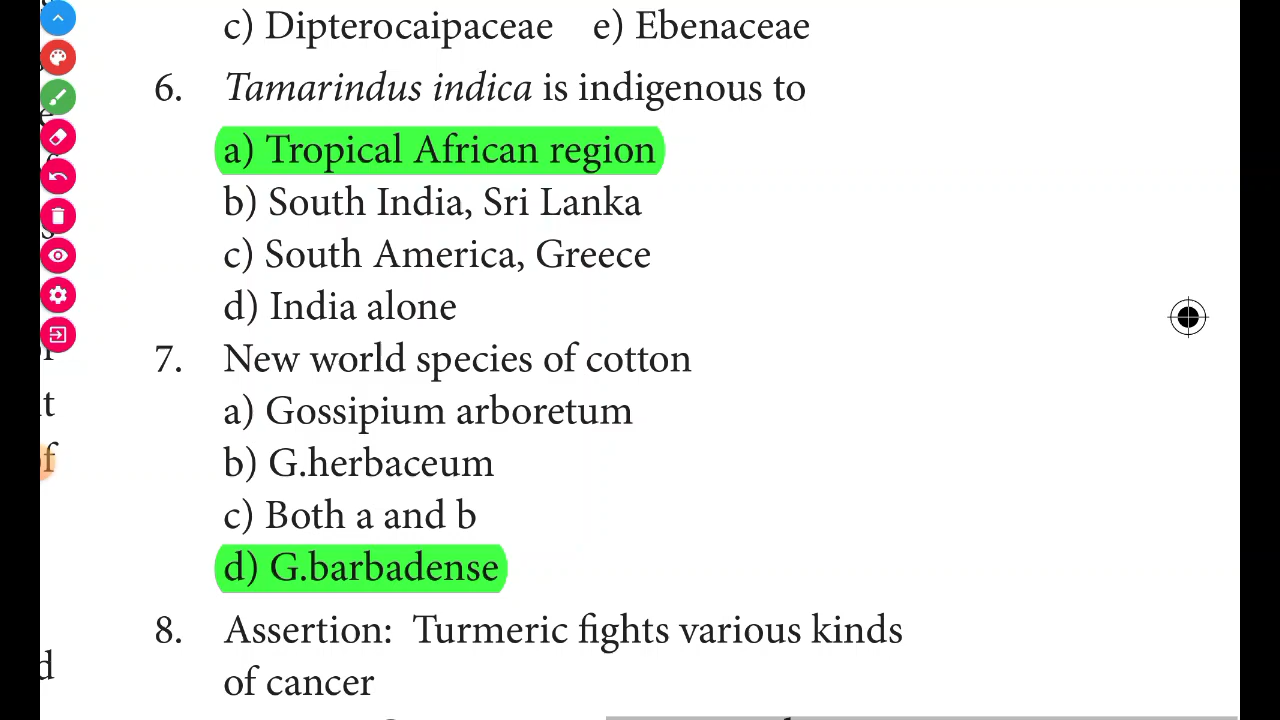 c) Dipterocaipaceae e) Ebenaceae
6. Tamarindus indica is indigenous to
a) Tropical African region
b) South India, Sri Lanka
c) South America, Greece
d) India alone
7. New world species of cotton
a) Gossipium arboretum
t
b) G.herbaceum
f
c) Both a and b
d) G.barbadense
8. Assertion: Turmeric fights various kinds
d
of cancer